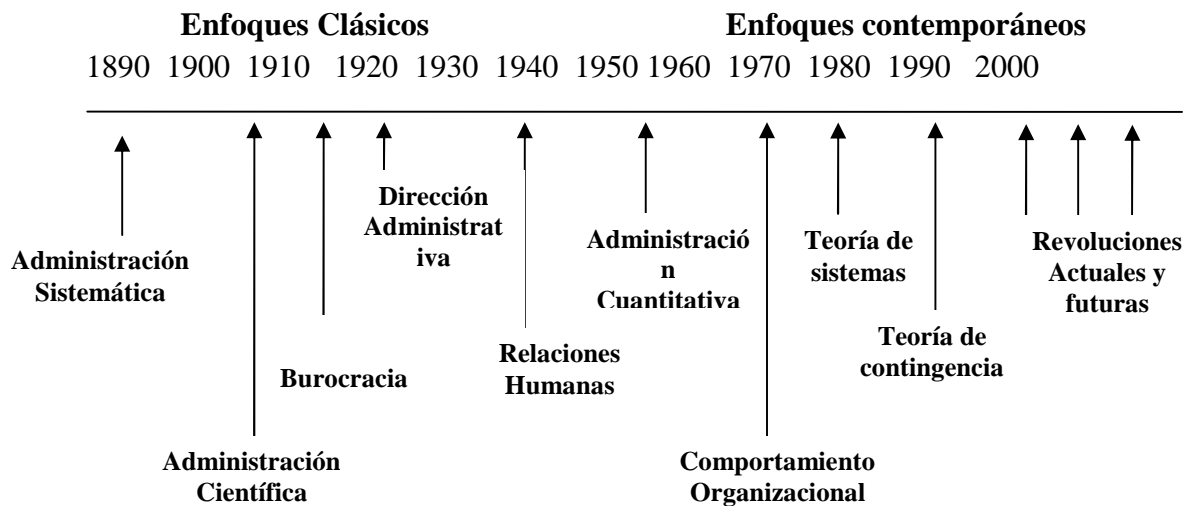 Enfoques Clásicos Enfoques contemporáneos
1890 1900 1910 1920 1930 1940 1950 1960 1970 1980 1990 2000
Administración
Sistemática
Administración
Científica
Burocracia
Dirección
Administrat
iva
Relaciones
Humanas
Administració
n
Cuantitativa
Comportamiento
Organizacional
Teoría de
sistemas
Teoría de
contingencia
Revoluciones
Actuales y
futuras